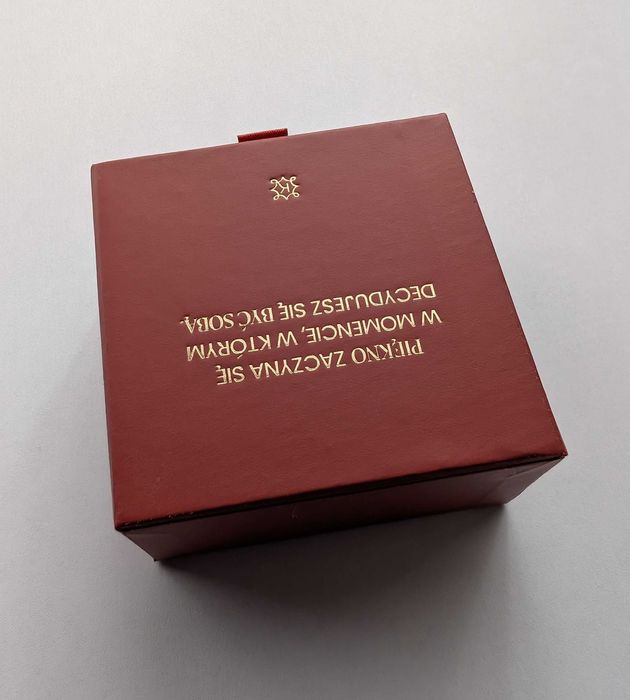 PIĘKNO ZACZYNA SIĘ
W MOMENCIE, W KTÓRYM
DECYDUJESZ SIĘ BYĆ SOBĄ.
K